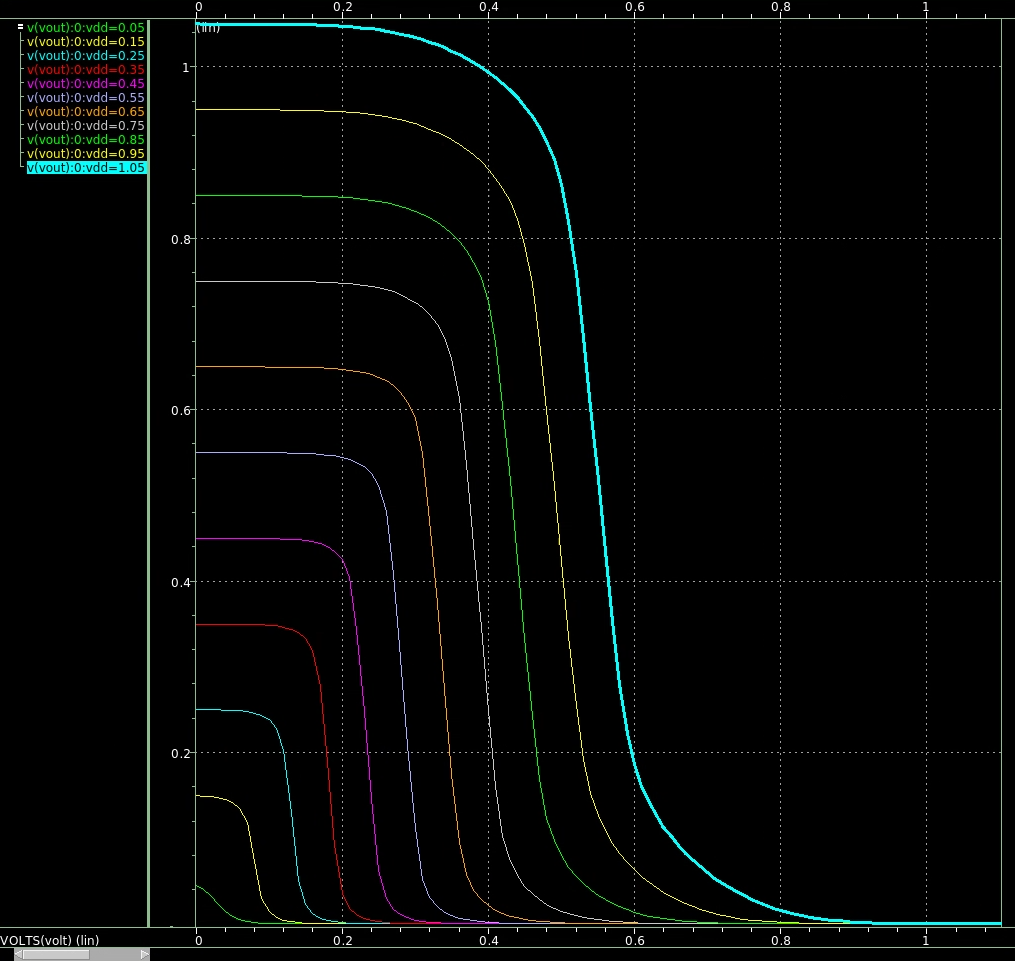 0 0.2 0.4 0.6 0.8 1
v(vout):0:vdd=0.05
(lin)
v(vout):0:vdd=0.15
v(vout):0:vdd=0.25
v(vout):0:vdd=0.35
v(vout):0:vdd=0.45
v(vout):0:vdd=0.55
v(vout):0:vdd=0.65
v(vout):0:vdd=0.75
v(vout):0:vdd=0.85
v(vout):0:vdd=0.95
v(vout):0:vdd=1.05
1
0.8
0.6
0.4
0.2
VOLTS(volt) (lin)
0 0.2 0.4 0.6 0.8 1